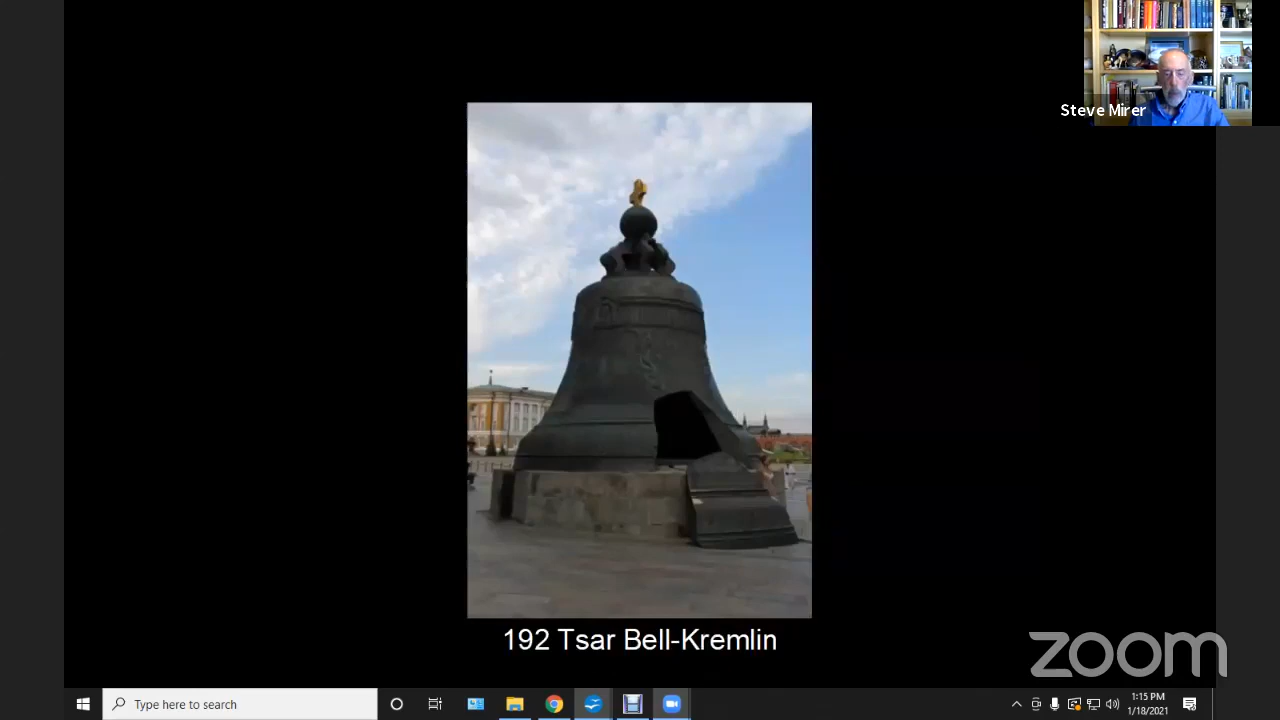 Steve Mirer
192 Tsar Bell-Kremlin
zoom
Type here to search
1:15 PM
1/18/2021